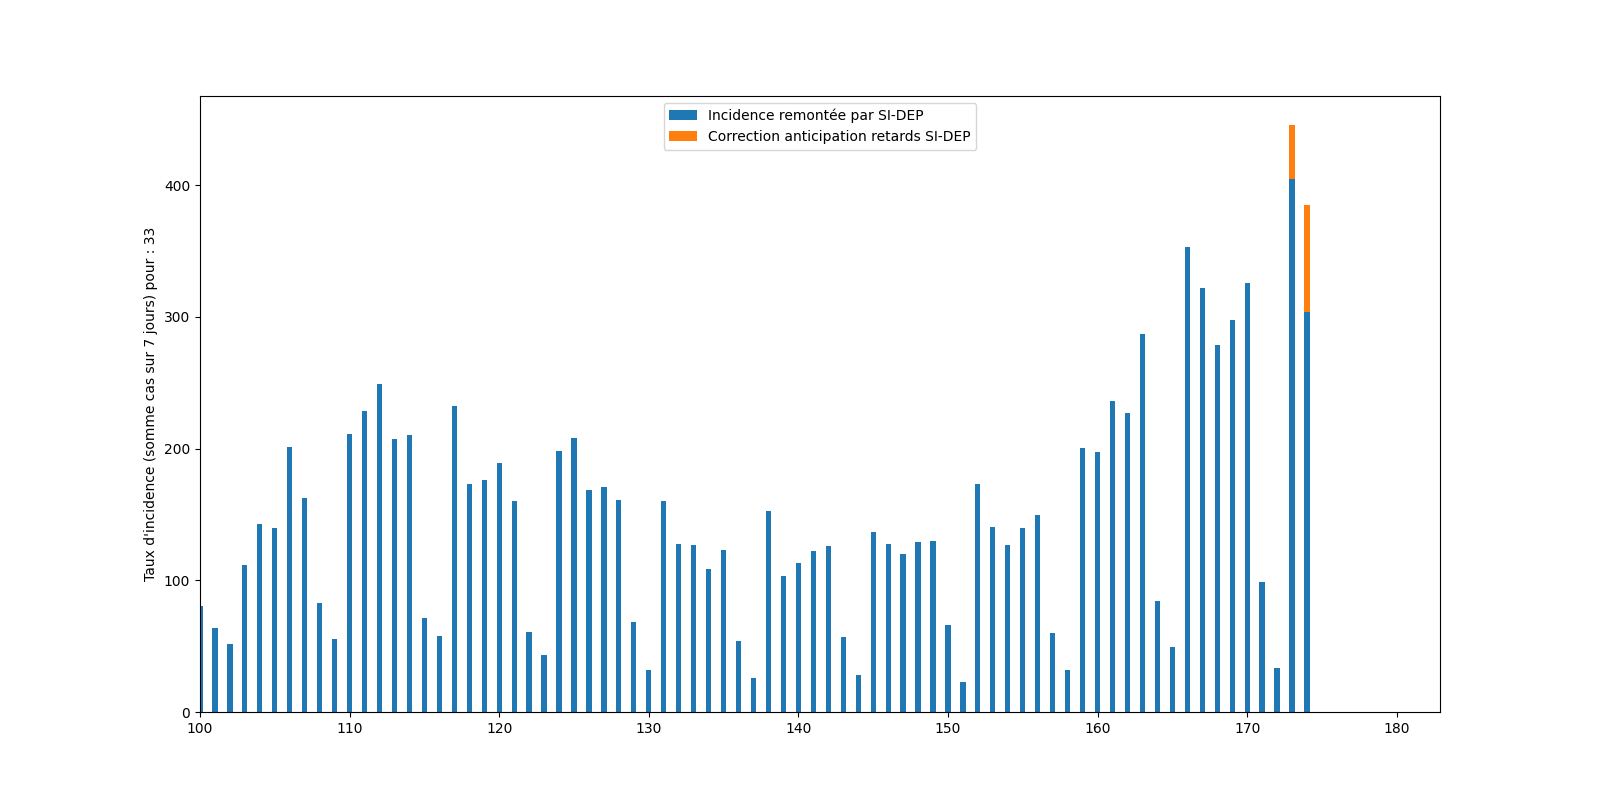 Incidence remontée par SI-DEP
Correction anticipation retards SI-DEP
Taux d'incidence (somme cas sur 7 jours) pour : 33
400
300
200
100
0
100 110 120 130 140 150 160 170 180